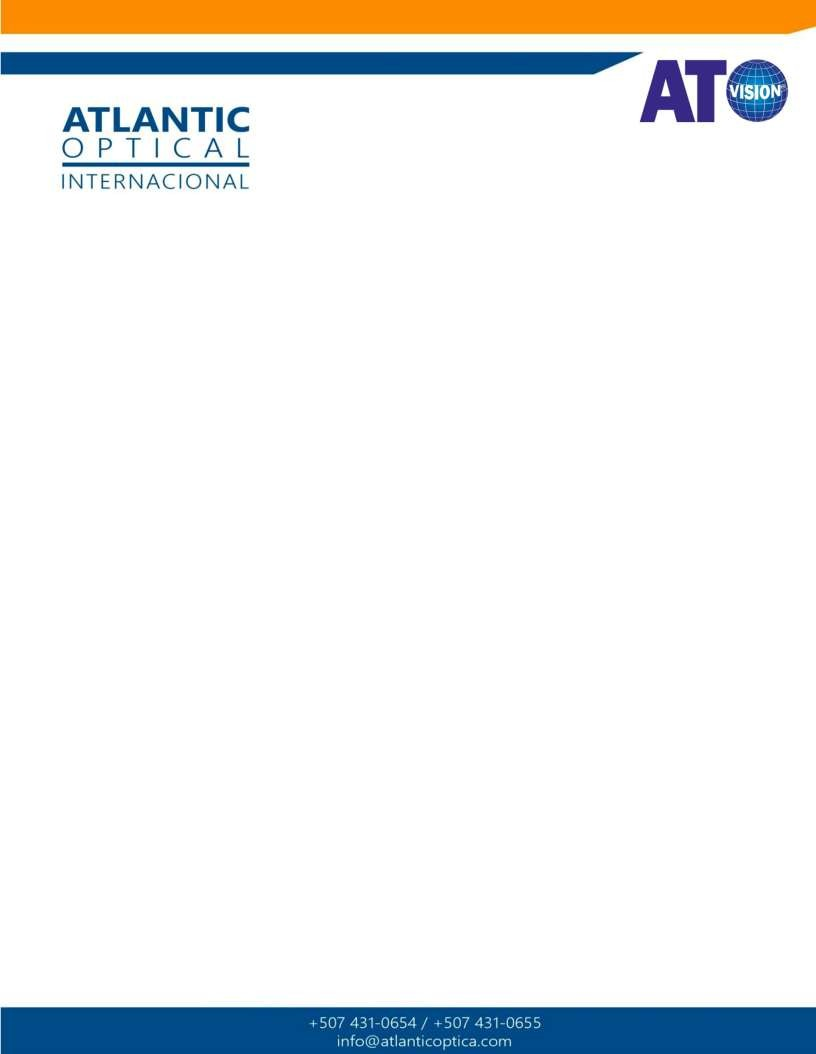 ATLANTIC
OPTICAL
INTERNACIONAL
AT VISION
+507 431-0654 / +507 431-0655
info@atlanticoptica.com